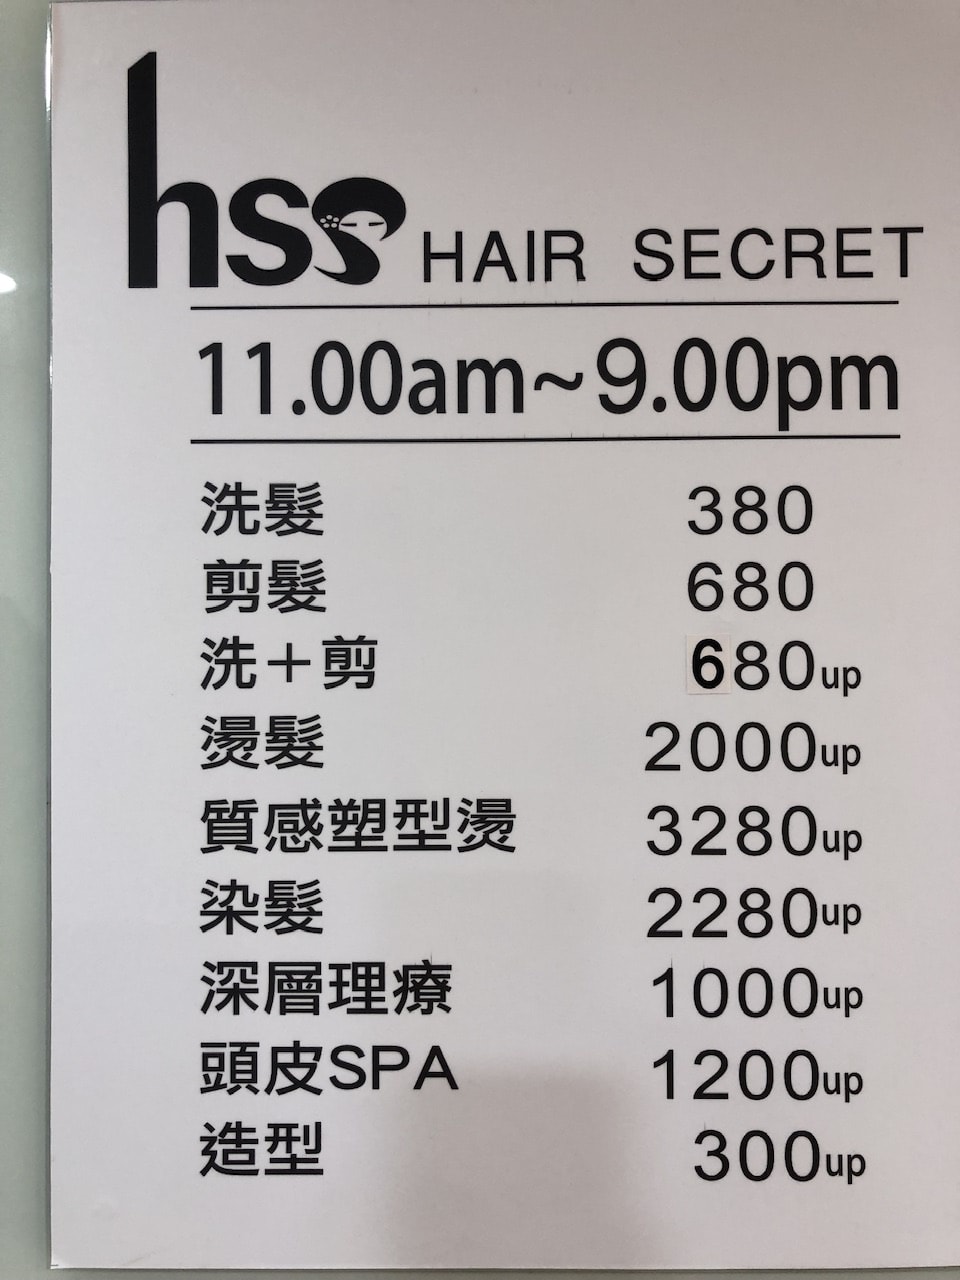 hss HAIR SECRET
11.00am~9.00pm
洗髮 380
剪髮 680
洗+剪 680up
燙髮 2000up
質感塑型燙 3280up
染髮 2280up
深層理療 1000up
頭皮SPA 1200up
造型 300up